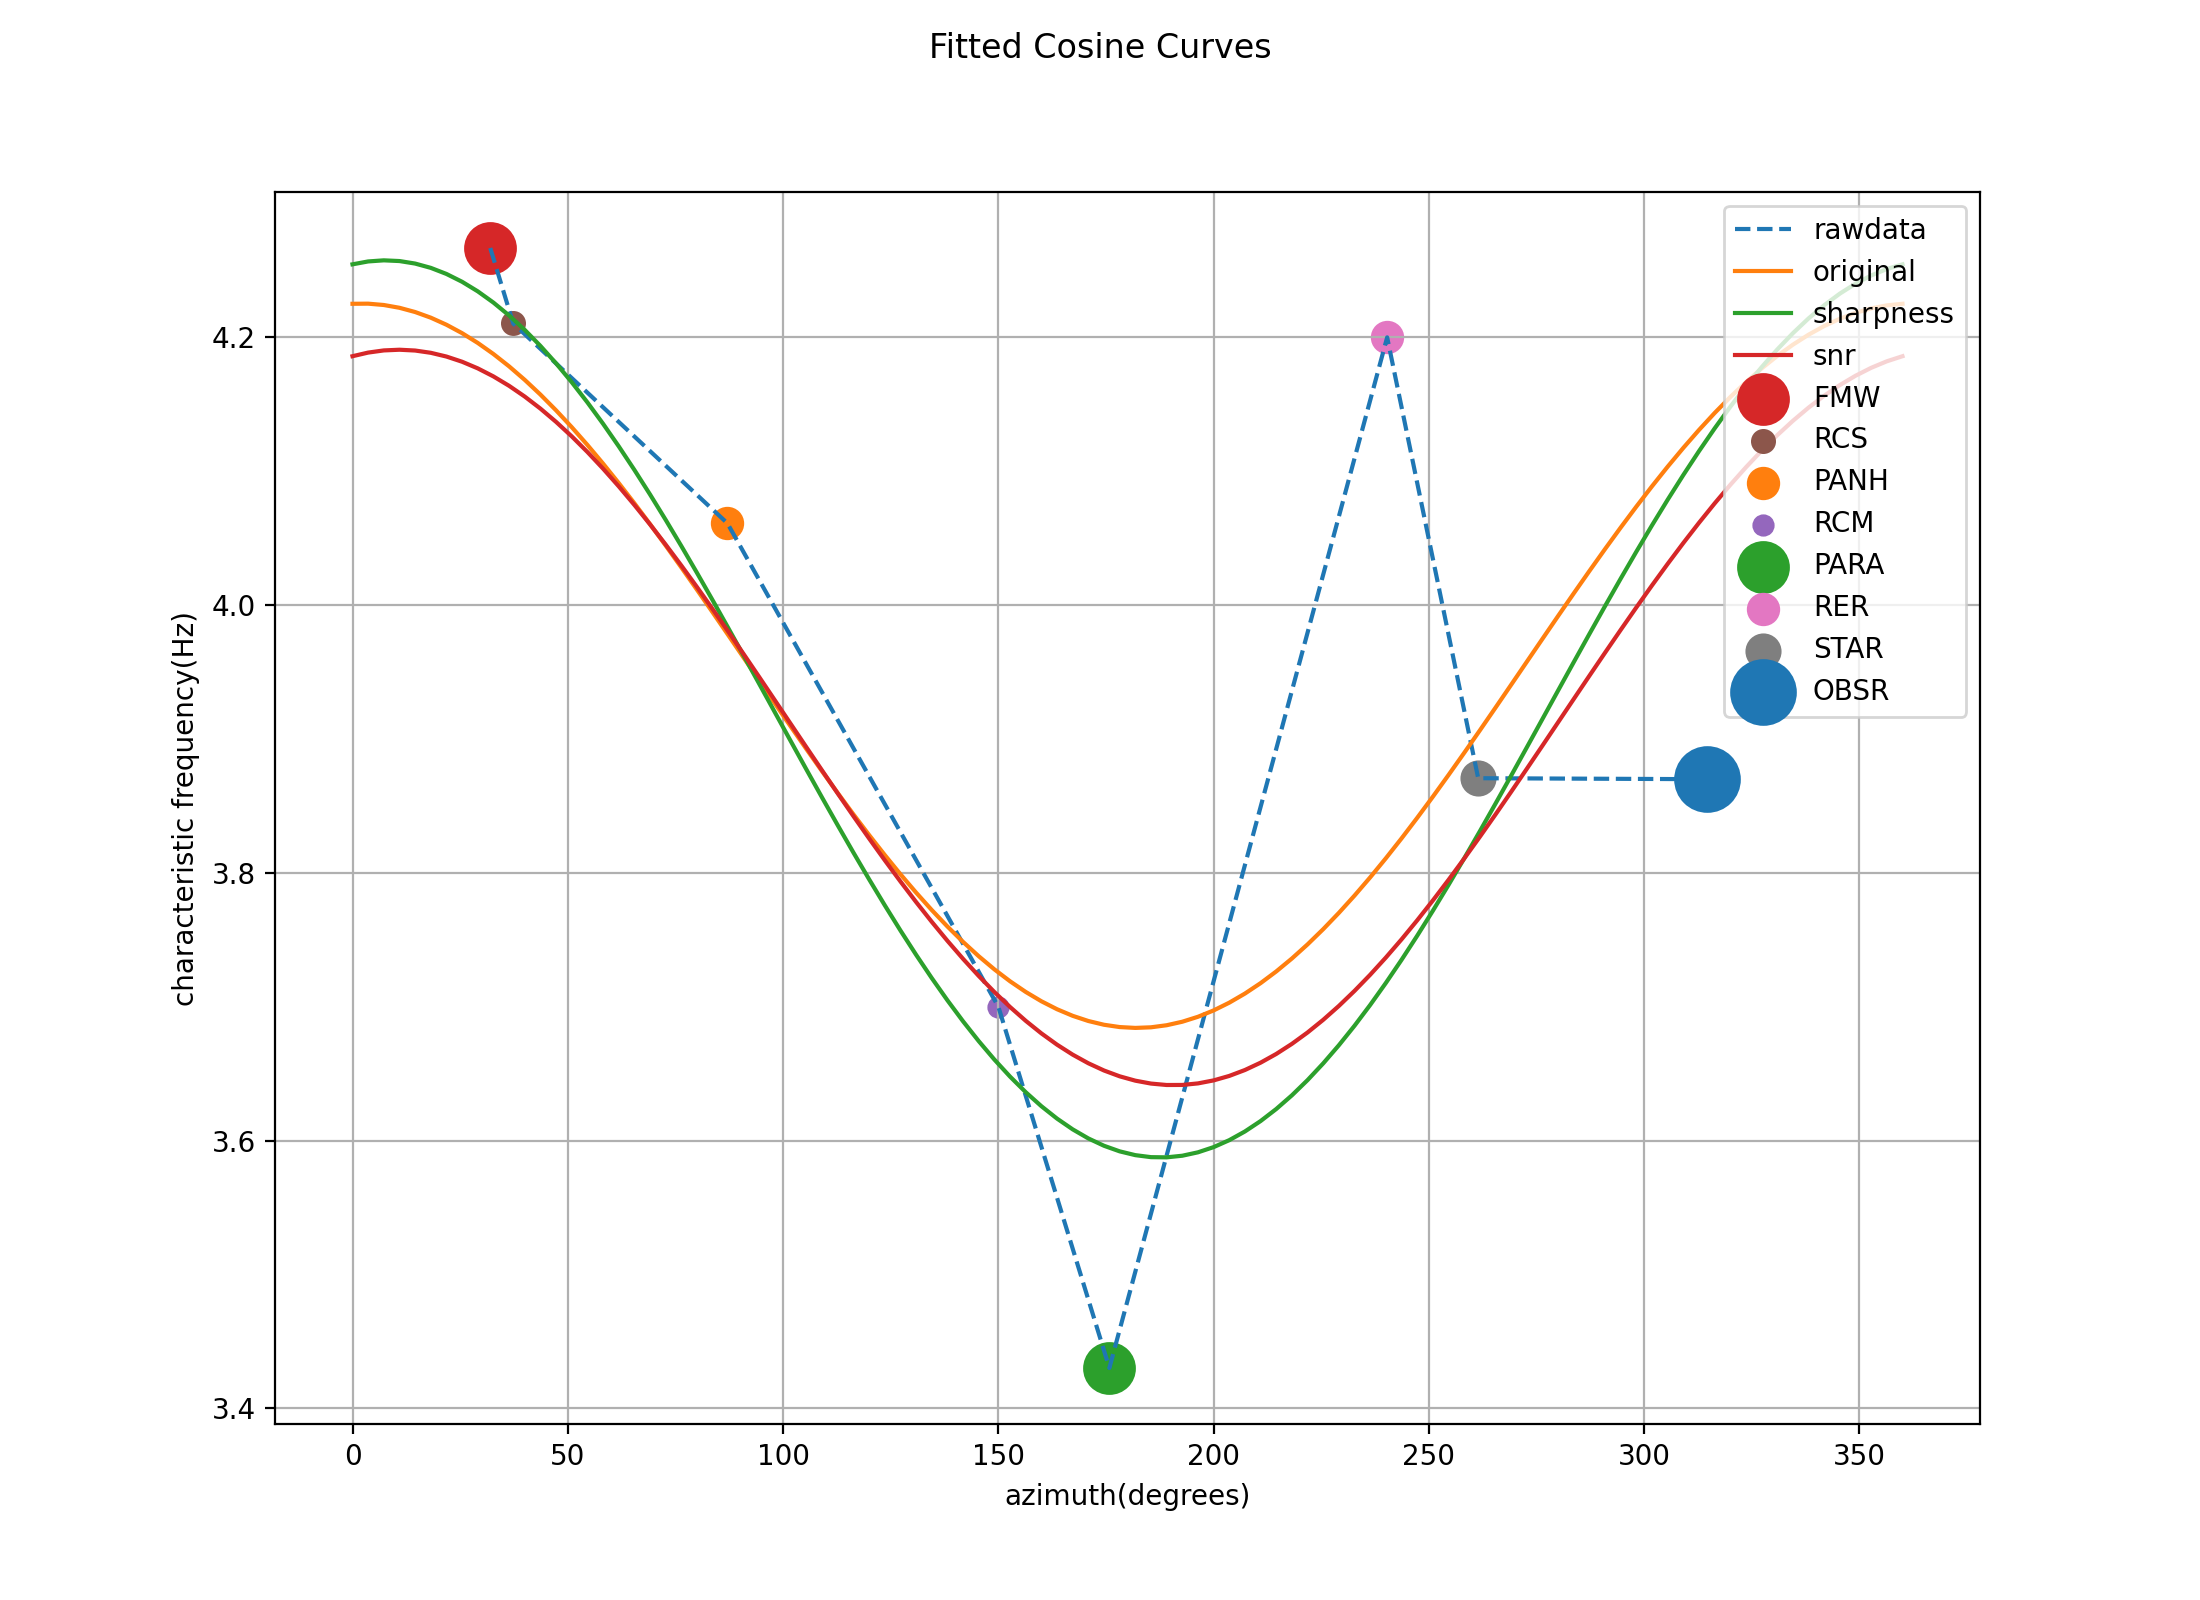 Fitted Cosine Curves
characteristic frequency(Hz)
4.2
4.0
3.8
3.6
3.4
0 50 100 150 200 250 300 350
azimuth(degrees)
rawdata
original
sharpness
snr
FMW
RCS
PANH
RCM
PARA
RER
STAR
OBSR